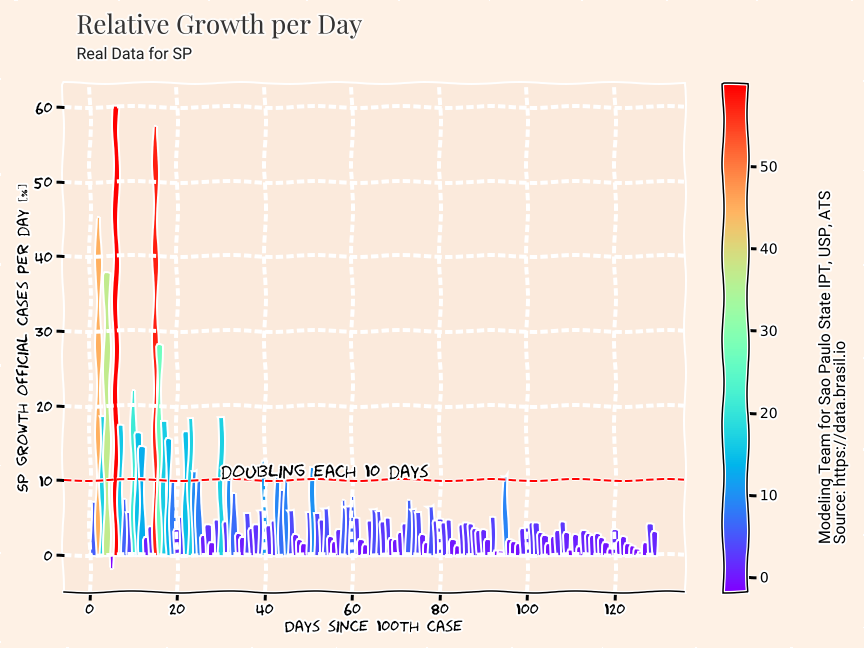 Relative Growth per Day
Real Data for SP
SP GROWTH OFFICIAL CASES PER DAY [%]
60
50
40
30
20
10
0
DOUBLING EACH 10 DAYS
0 20 40 60 80 100 120
DAYS SINCE 100TH CASE
50
40
30
20
10
0
Modeling Team for Sao Paulo State IPT, USP, ATS
Source: https://data.brasil.io